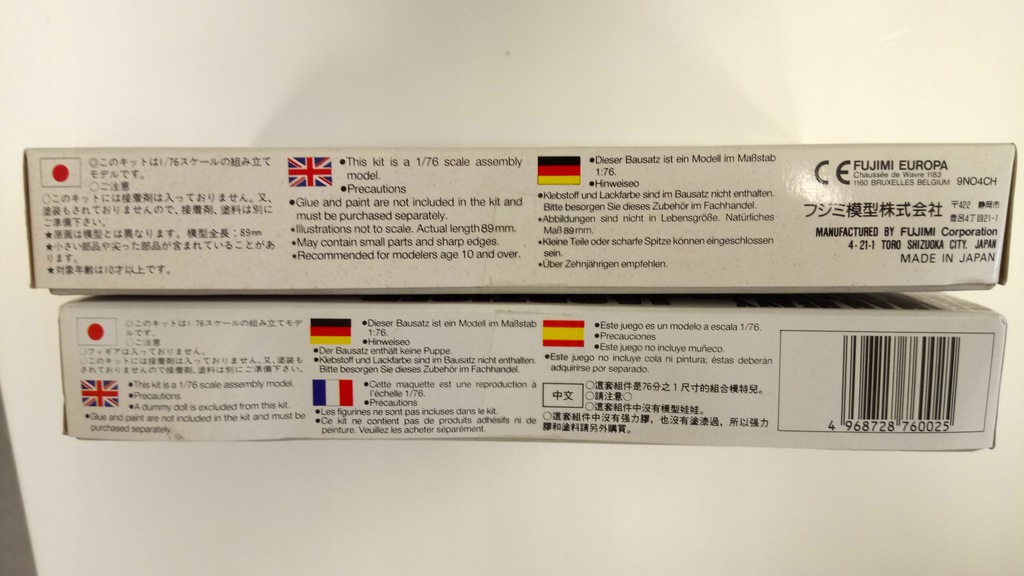 ◎このキットは1/76スケールの組み立て
モデルです。
○ご注意
○このキットには接着剤は入っておりません。又、
塗装もされておりませんので、接着剤、塗料は別にご
準備下さい。
★原画は模型とは異なります。模型全長:89mm
★小さい部品や尖った部品が含まれていることがあ
ります。
★対象年齢は10才以上です。
●This kit is a 1/76 scale assembly
model.
●Precautions
●Glue and paint are not included in the kit and
must be purchased separately.
★Illustrations not to scale. Actual length 89mm.
★May contain small parts and sharp edges.
★Recommended for modelers age 10 and over.
●Dieser Bausatz ist ein Modell im Maßstab
1:76.
●Hinweiseo
●Klebstoff und Lackfarbe sind im Bausatz nicht enthalten.
Bitte besorgen Sie dieses Zubehör im Fachandel.
★Abbildungen sind nicht in Lebensgröße. Natürliches
Maß 89mm.
★Kleine Teile oder scharfe Spitze können eingeschlossen
sein.
★Über Zehnjährigen empfehlen.
CE FUJIMI EUROPA
Chaussée de Wavre 1183
1160 BRUXELLES BELGIUM 9NO4CH
フジミ模型株式会社 〒422 静岡市
登呂4丁目21-1
MANUFACTURED BY FUJIMI Corporation
4-21-1 TORO SHIZUOKA CITY. JAPAN
MADE IN JAPAN
○このキットは1/76スケールの組み立てモデ
ルです。
○ご注意
○フィギアは入っておりません。
○このキットには接着剤は入っておりません。又、塗装も
されておりませんので接着剤、塗料は別にご準備下さい。
●This kit is a 1/76 scale assembly model.
●Precautions
●A dummy doll is excluded from this kit.
●Glue and paint are not included in the kit and must be
purchased separately.
●Dieser Bausatz ist ein Modell im Maßstab
1:76.
●Hinweiseo
●Der Bausatz enthält keine Puppe.
●Klebstoff und Lackfarbe sind im Bausatz nicht enthalten.
Bitte besorgen Sie dieses Zubehör im Fachandel.
●Cette maquette est une reproduction à
l'échelle 1/76.
●Précautions
●Les figurines ne sont pas incluses dans le kit.
●Ce kit ne contient pas de produits adhésifs ni de
peinture. Veuillez les acheter séparément.
●Este juego es un modelo a escala 1/76.
●Precauciones
●Este juego no incluye muñeco.
●Este juego no incluye cola ni pintura; éstas deberán
adquirirse por separado.
中文
○這套組件是76分之1尺寸的組合模特兒。
○請注意○
○這套組件中沒有模型娃娃。
○這套組件中沒有强力膠,也沒有塗漆過,所以强力
膠和塗料請另外購買。
4 968728 760025